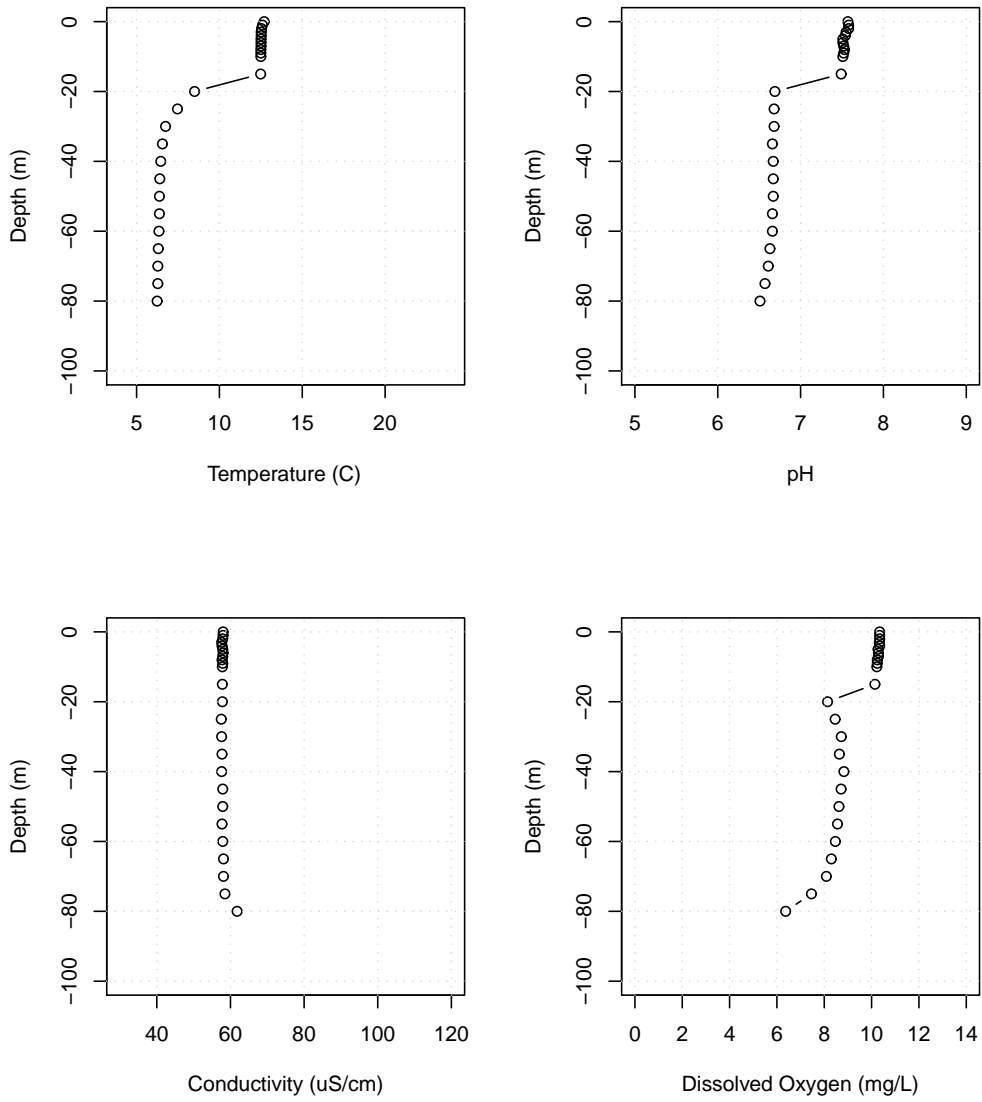 0
−20
−40
−60
−80
−100
Depth (m)
5 10 15 20
Temperature (C)
0
−20
−40
−60
−80
−100
Depth (m)
5 6 7 8 9
pH
0
−20
−40
−60
−80
−100
Depth (m)
40 60 80 100 120
Conductivity (uS/cm)
0
−20
−40
−60
−80
−100
Depth (m)
0 2 4 6 8 10 12 14
Dissolved Oxygen (mg/L)